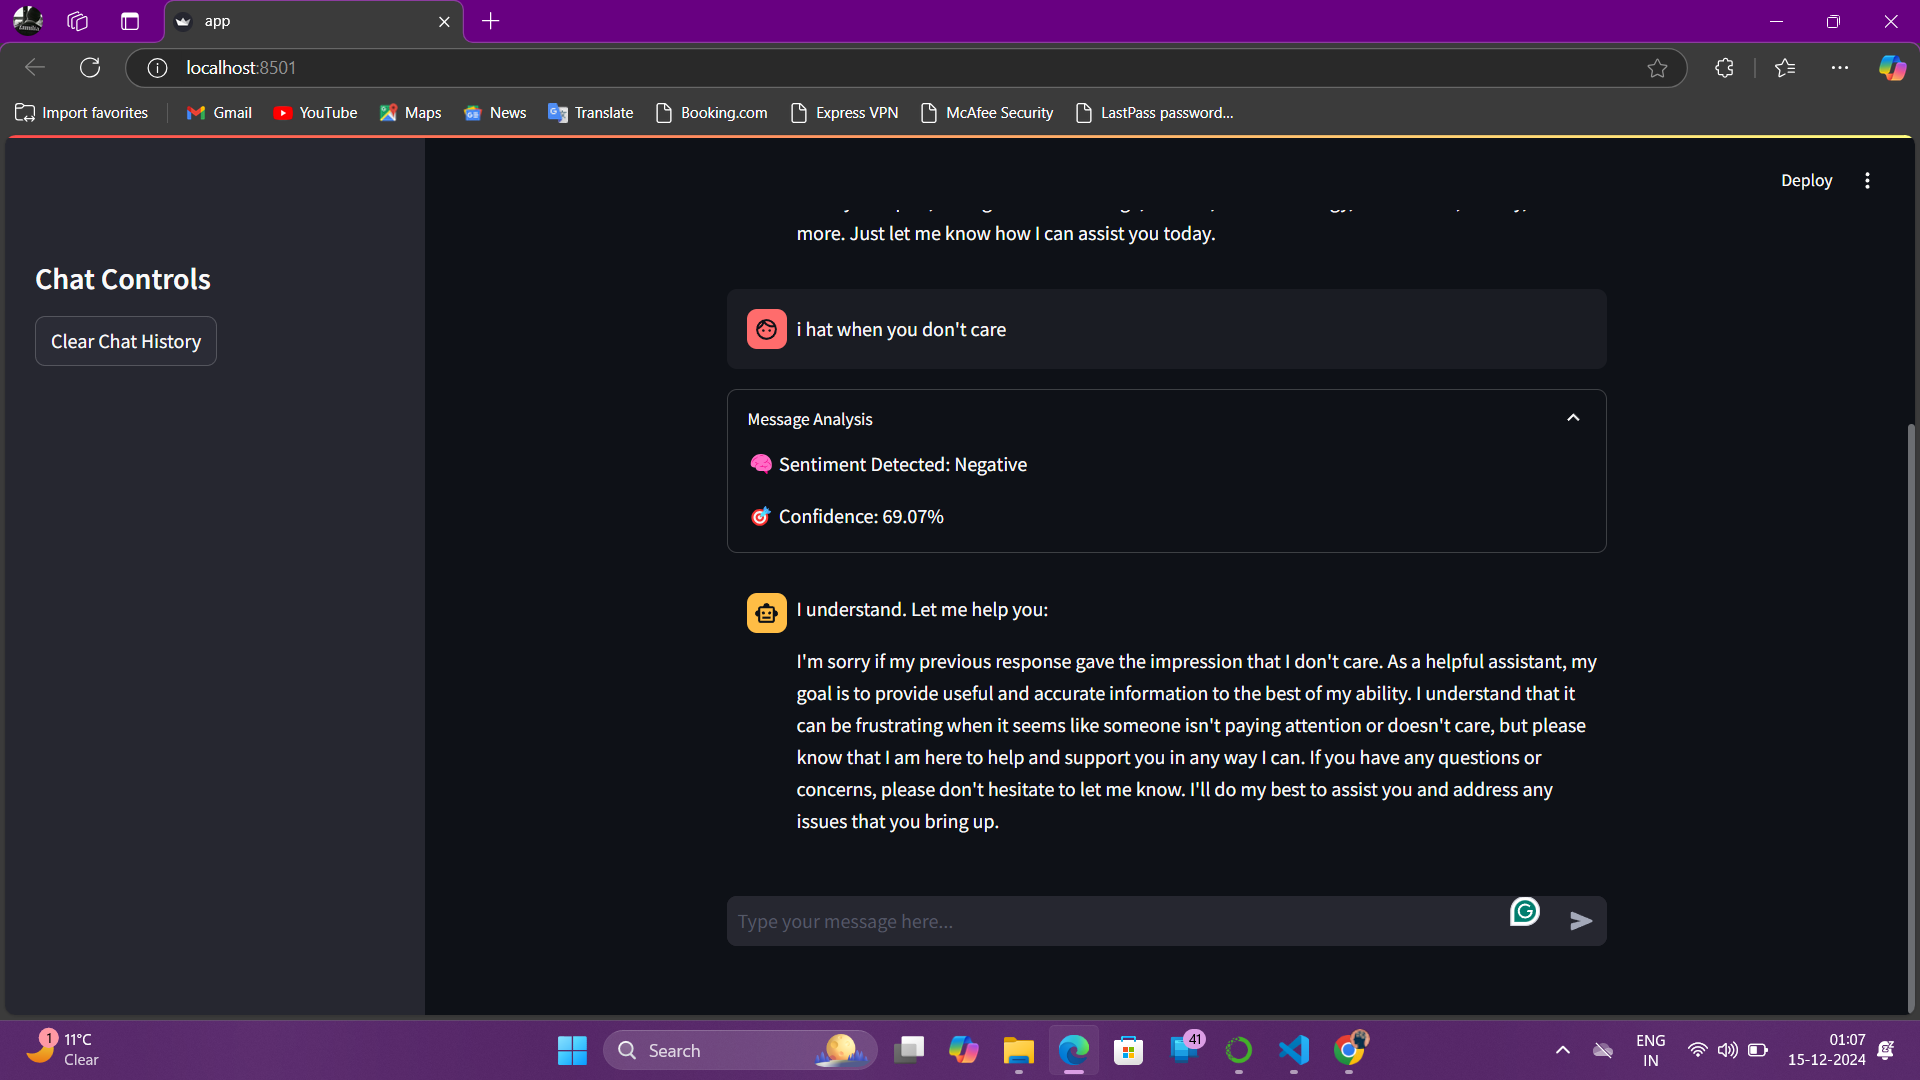 app
localhost:8501
Import favorites
Gmail
YouTube
Maps
News
Translate
Booking.com
Express VPN
McAfee Security
LastPass password...
Deploy
Chat Controls
Clear Chat History
more. Just let me know how I can assist you today.
i hat when you don't care
Message Analysis
Sentiment Detected: Negative
Confidence: 69.07%
I understand. Let me help you:
I'm sorry if my previous response gave the impression that I don't care. As a helpful assistant, my
goal is to provide useful and accurate information to the best of my ability. I understand that it
can be frustrating when it seems like someone isn't paying attention or doesn't care, but please
know that I am here to help and support you in any way I can. If you have any questions or
concerns, please don't hesitate to let me know. I'll do my best to assist you and address any
issues that you bring up.
Type your message here...
1
11°C
Clear
Search
41
ENG
IN
01:07
15-12-2024